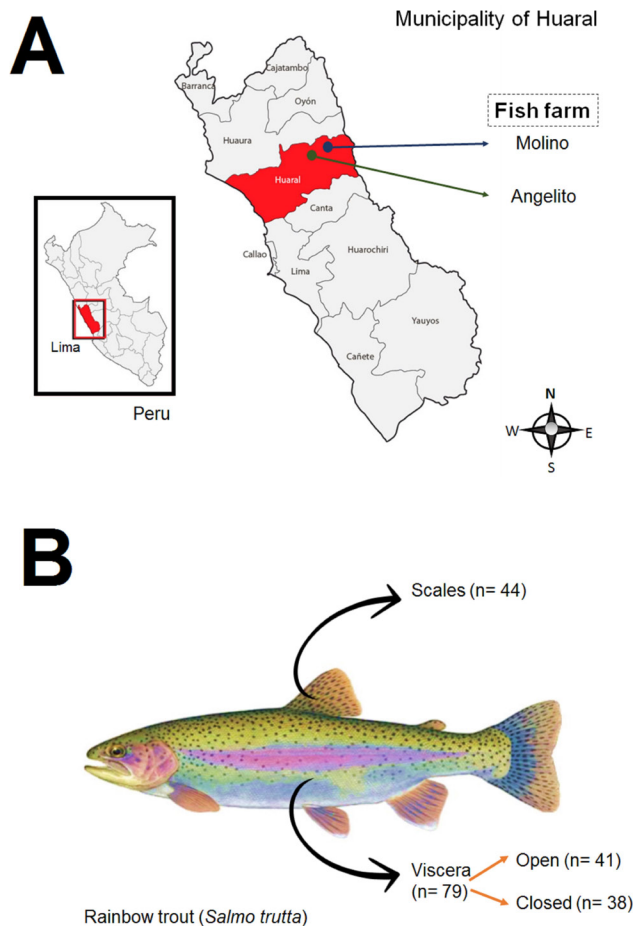 A
Municipality of Huaral
Cajatambo
Barranca
Oyón
Huaura
Fish farm
Molino
Huaral
Angelito
Canta
Callao
Huarochiri
Lima
Yauyos
Lima
Cañete
Peru
N
W E
S
B
Scales (n= 44)
Viscera
(n= 79)
Open (n= 41)
Closed (n= 38)
Rainbow trout (Salmo trutta)